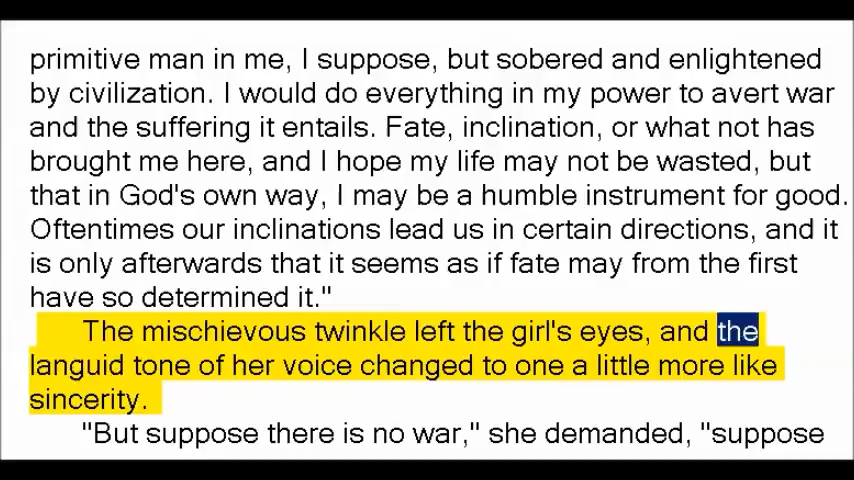 primitive man in me, I suppose, but sobered and enlightened
by civilization. I would do everything in my power to avert war
and the suffering it entails. Fate, inclination, or what not has
brought me here, and I hope my life may not be wasted, but
that in God's own way, I may be a humble instrument for good.
Oftentimes our inclinations lead us in certain directions, and it
is only afterwards that it seems as if fate may from the first
have so determined it."
The mischievous twinkle left the girl's eyes, and the
languid tone of her voice changed to one a little more like
sincerity.
"But suppose there is no war," she demanded, "suppose